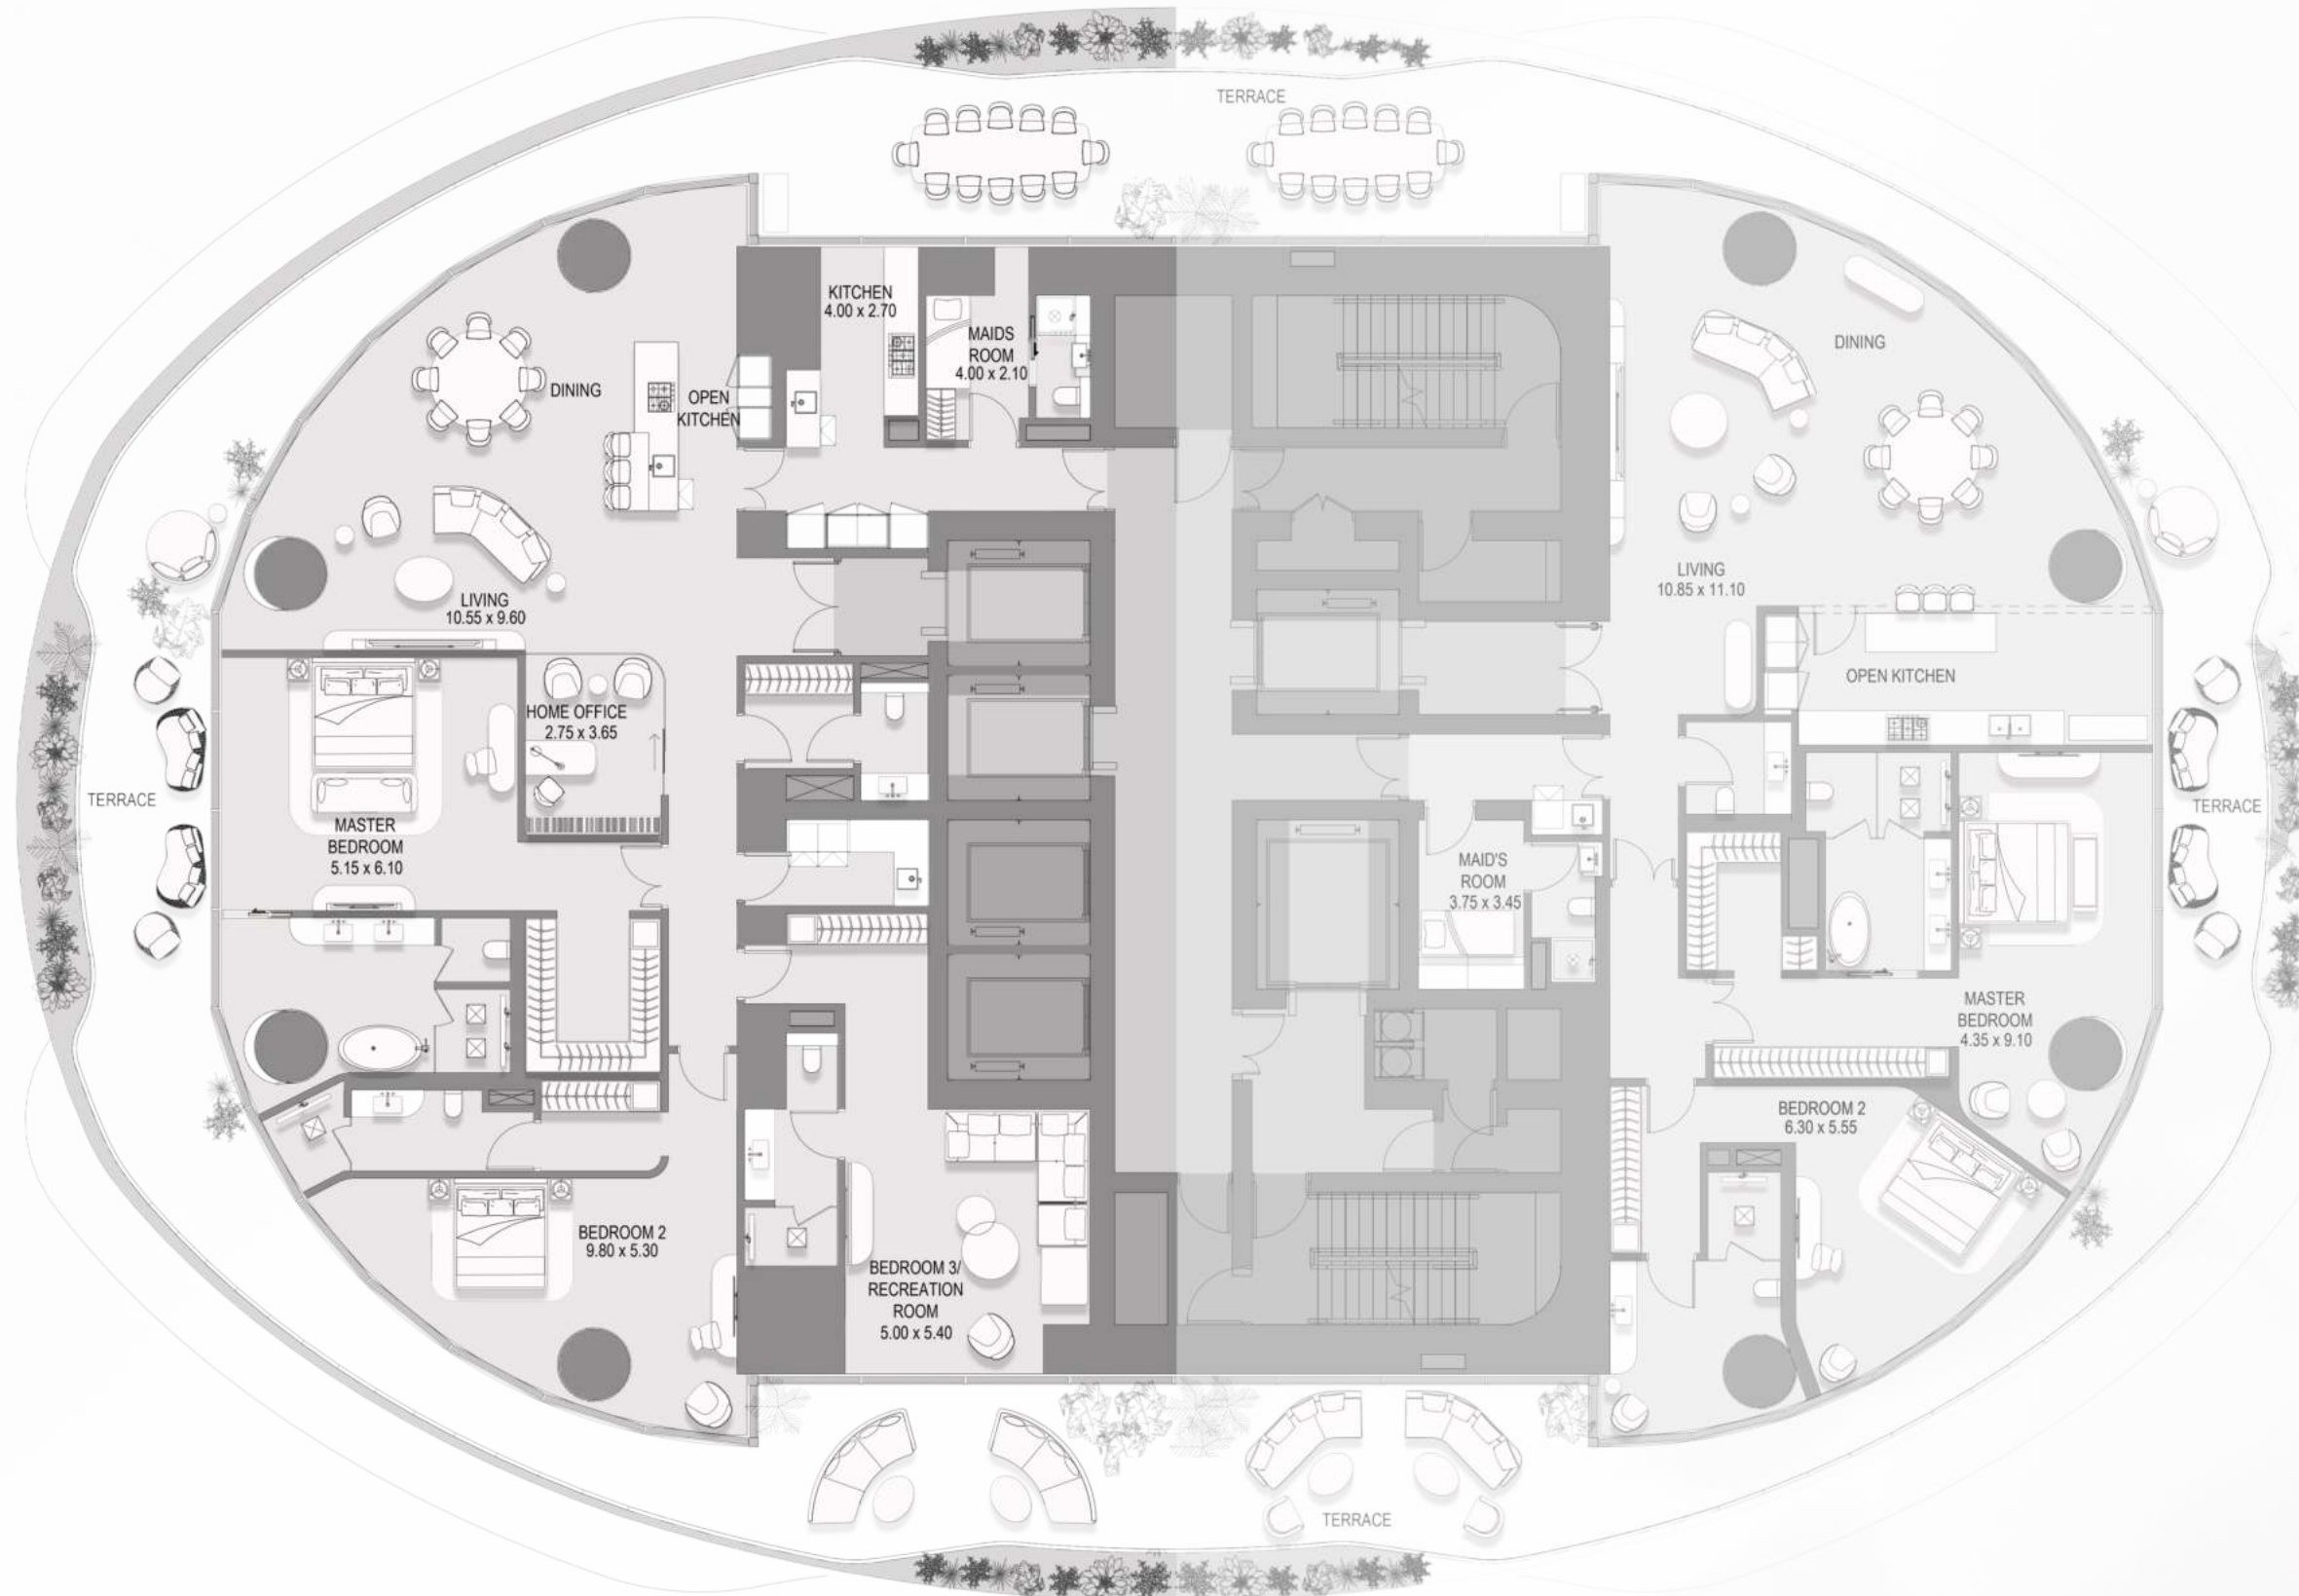 TERRACE
KITCHEN
4.00 x 2.70
MAIDS
ROOM
4.00 x 2.10
DINING
OPEN
KITCHEN
LIVING
10.55 x 9.60
HOME OFFICE
2.75 x 3.65
TERRACE
MASTER
BEDROOM
5.15 x 6.10
BEDROOM 2
9.80 x 5.30
BEDROOM 3/
RECREATION
ROOM
5.00 x 5.40
DINING
LIVING
10.85 x 11.10
OPEN KITCHEN
TERRACE
MAID'S
ROOM
3.75 x 3.45
MASTER
BEDROOM
4.35 x 9.10
BEDROOM 2
6.30 x 5.55
TERRACE